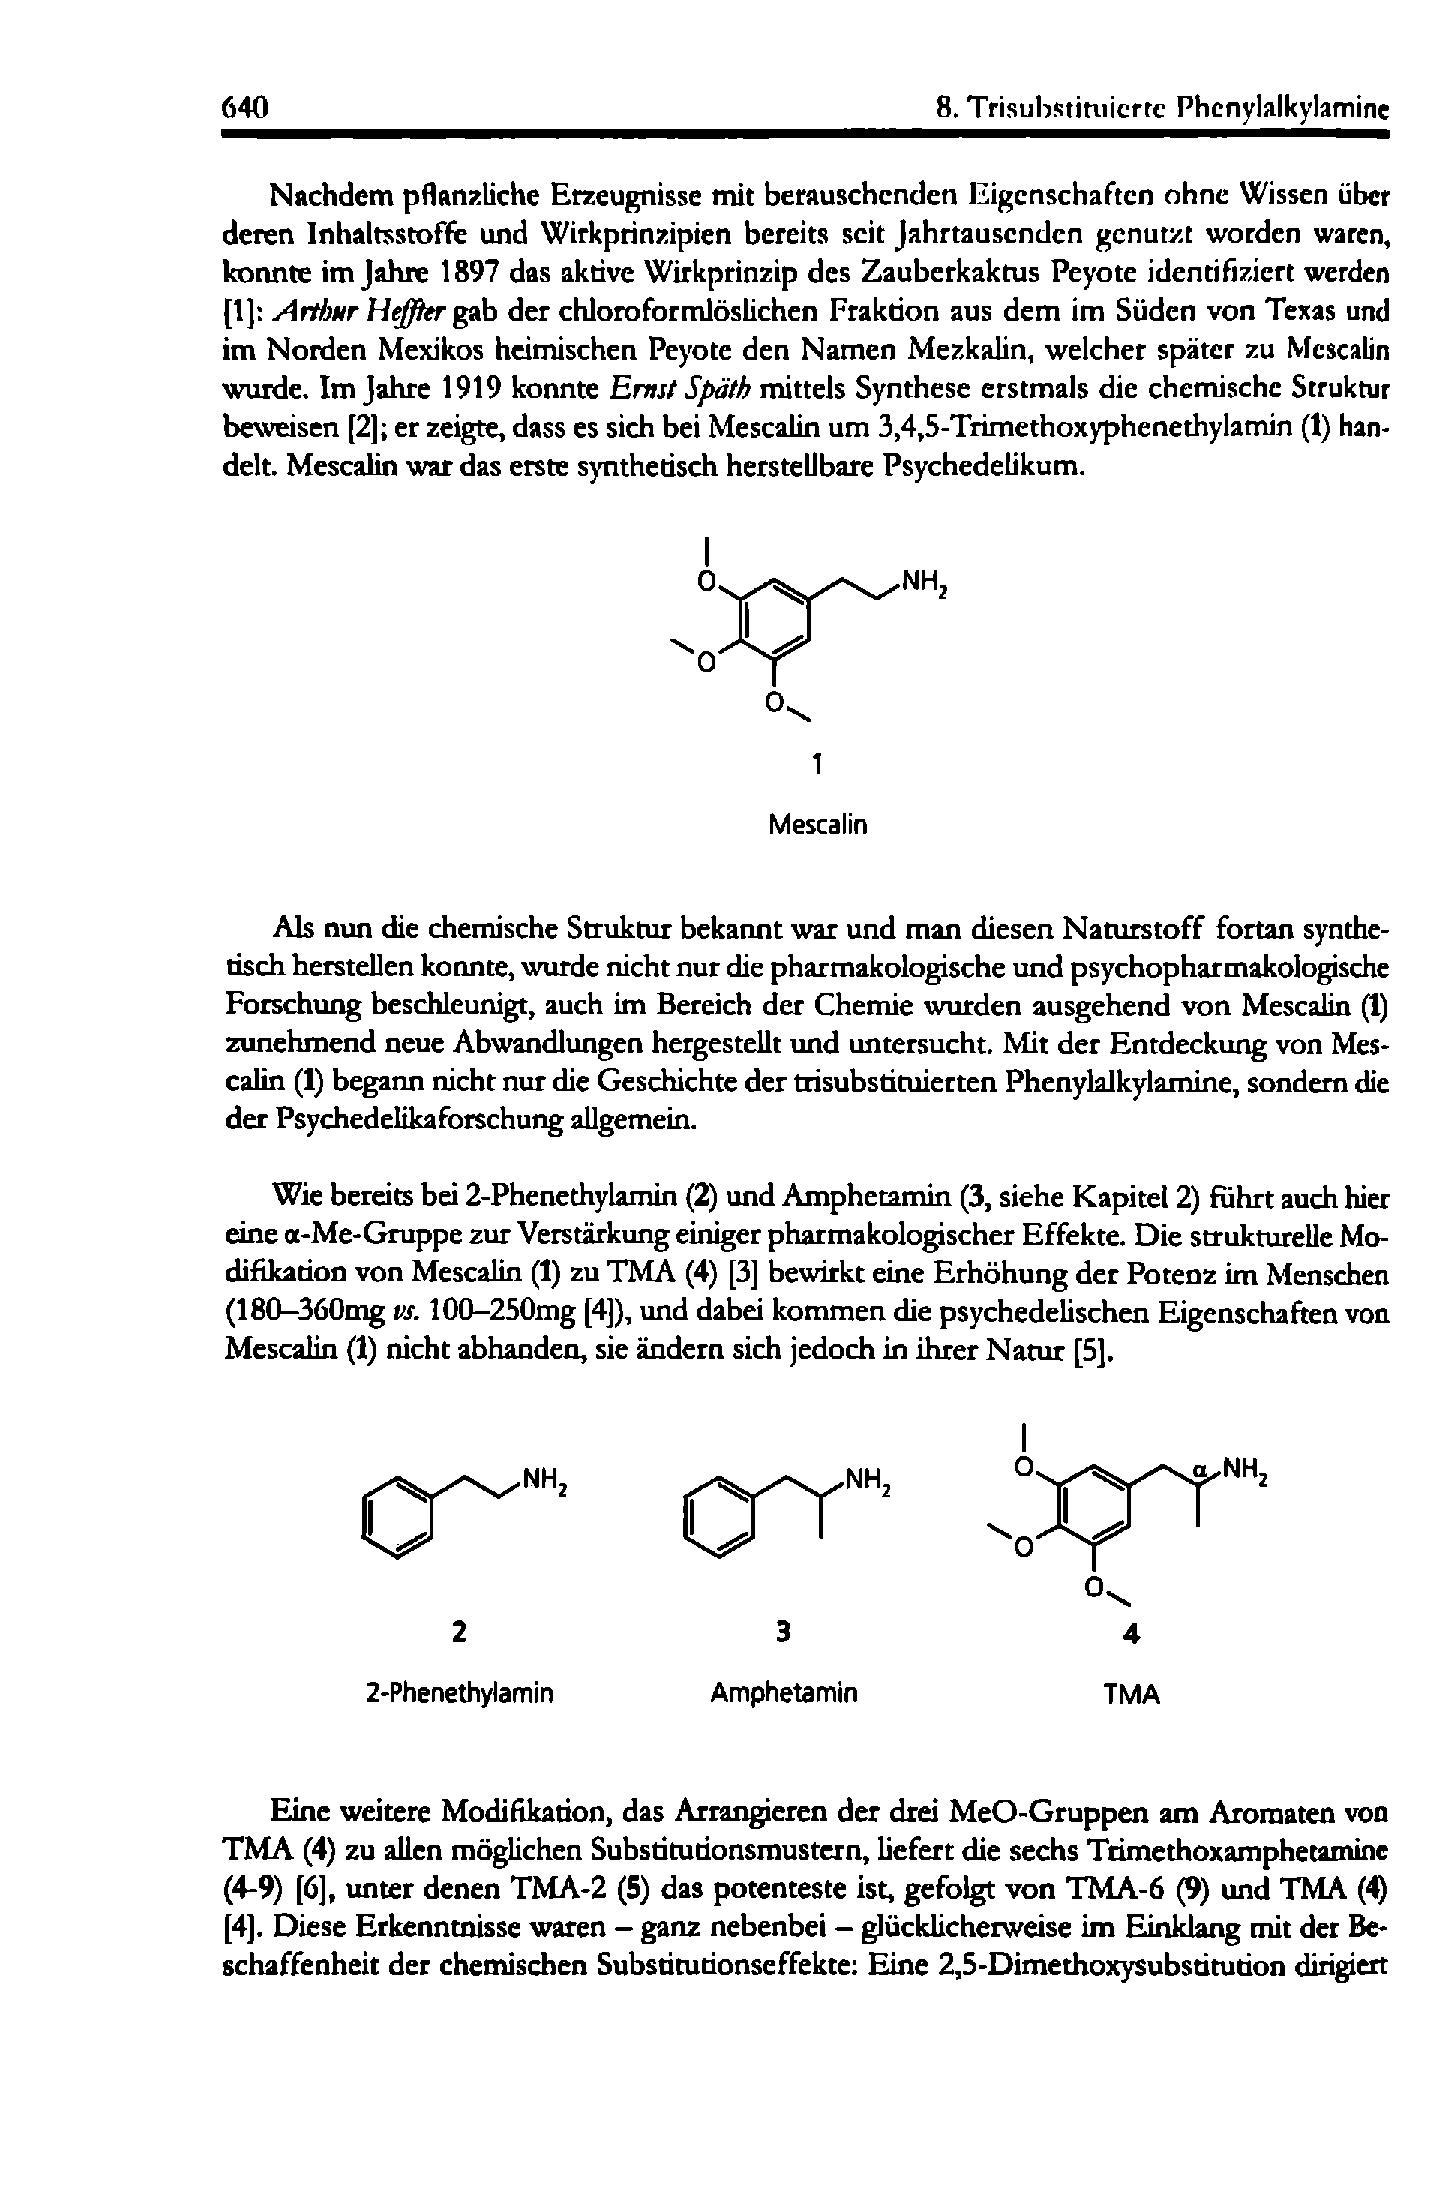 640 8. Trisubstituierte Phenylalkylamine
Nachdem pflanzliche Erzeugnisse mit berauschenden Eigenschaften ohne Wissen über
deren Inhaltsstoffe und Wirkprinzipien bereits seit Jahrtausenden genutzt worden waren,
konnte im Jahre 1897 das aktive Wirkprinzip des Zauberkaktus Peyote identifiziert werden
[1]: Arthur Heffter gab der chloroformlöslichen Fraktion aus dem im Süden von Texas und
im Norden Mexikos heimischen Peyote den Namen Mezkalin, welcher später zu Mescalin
wurde. Im Jahre 1919 konnte Ernst Späth mittels Synthese erstmals die chemische Struktur
beweisen [2]; er zeigte, dass es sich bei Mescalin um 3,4,5-Trimethoxyphenethylamin (1) han-
delt. Mescalin war das erste synthetisch herstellbare Psychedelikum.
O NH2
O
O
1
Mescalin
Als nun die chemische Struktur bekannt war und man diesen Naturstoff fortan synthe-
tisch herstellen konnte, wurde nicht nur die pharmakologische und psychopharmakologische
Forschung beschleunigt, auch im Bereich der Chemie wurden ausgehend von Mescalin (1)
zunehmend neue Abwandlungen hergestellt und untersucht. Mit der Entdeckung von Mes-
calin (1) begann nicht nur die Geschichte der trisubstituierten Phenylalkylamine, sondern die
der Psychedelikaforschung allgemein.
Wie bereits bei 2-Phenethylamin (2) und Amphetamin (3, siehe Kapitel 2) führt auch hier
eine α-Me-Gruppe zur Verstärkung einiger pharmakologischer Effekte. Die strukturelle Mo-
difikation von Mescalin (1) zu TMA (4) [3] bewirkt eine Erhöhung der Potenz im Menschen
(180–360mg vs. 100–250mg [4]), und dabei kommen die psychedelischen Eigenschaften von
Mescalin (1) nicht abhanden, sie ändern sich jedoch in ihrer Natur [5].
NH2 NH2 O α NH2
O
O
2 3 4
2-Phenethylamin Amphetamin TMA
Eine weitere Modifikation, das Arrangieren der drei MeO-Gruppen am Aromaten von
TMA (4) zu allen möglichen Substitutionsmustern, liefert die sechs Trimethoxamphetamine
(4-9) [6], unter denen TMA-2 (5) das potenteste ist, gefolgt von TMA-6 (9) und TMA (4)
[4]. Diese Erkenntnisse waren – ganz nebenbei – glücklicherweise im Einklang mit der Be-
schaffenheit der chemischen Substitutionseffekte: Eine 2,5-Dimethoxysubstitution dirigiert